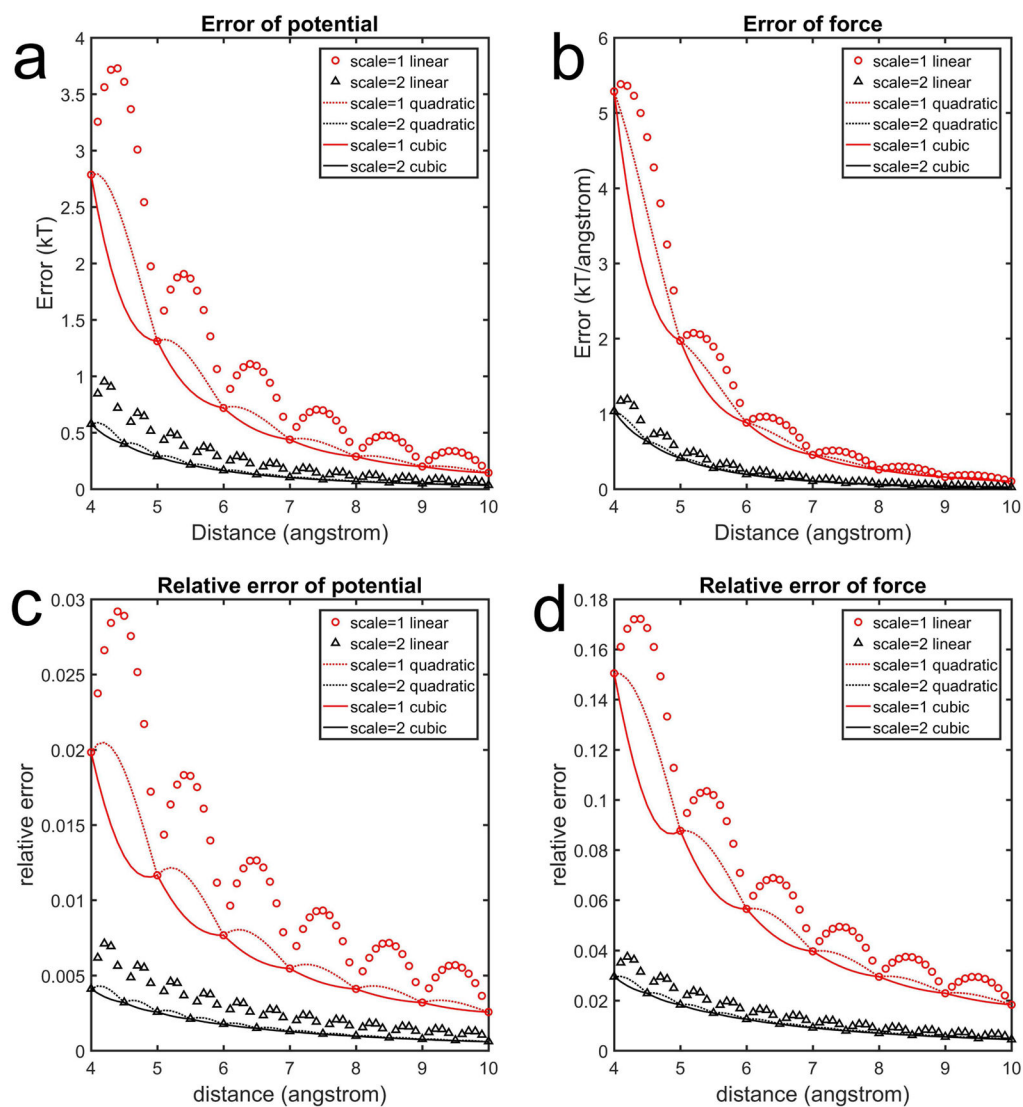 a
Error of potential
4
3.5
3
2.5
2
1.5
1
0.5
0
Error (kT)
scale=1 linear
scale=2 linear
scale=1 quadratic
scale=2 quadratic
scale=1 cubic
scale=2 cubic
4 5 6 7 8 9 10
Distance (angstrom)
b
Error of force
6
5
4
3
2
1
0
Error (kT/angstrom)
scale=1 linear
scale=2 linear
scale=1 quadratic
scale=2 quadratic
scale=1 cubic
scale=2 cubic
4 5 6 7 8 9 10
Distance (angstrom)
c
Relative error of potential
0.03
0.025
0.02
0.015
0.01
0.005
0
relative error
scale=1 linear
scale=2 linear
scale=1 quadratic
scale=2 quadratic
scale=1 cubic
scale=2 cubic
4 5 6 7 8 9 10
distance (angstrom)
d
Relative error of force
0.18
0.16
0.14
0.12
0.1
0.08
0.06
0.04
0.02
0
relative error
scale=1 linear
scale=2 linear
scale=1 quadratic
scale=2 quadratic
scale=1 cubic
scale=2 cubic
4 5 6 7 8 9 10
distance (angstrom)